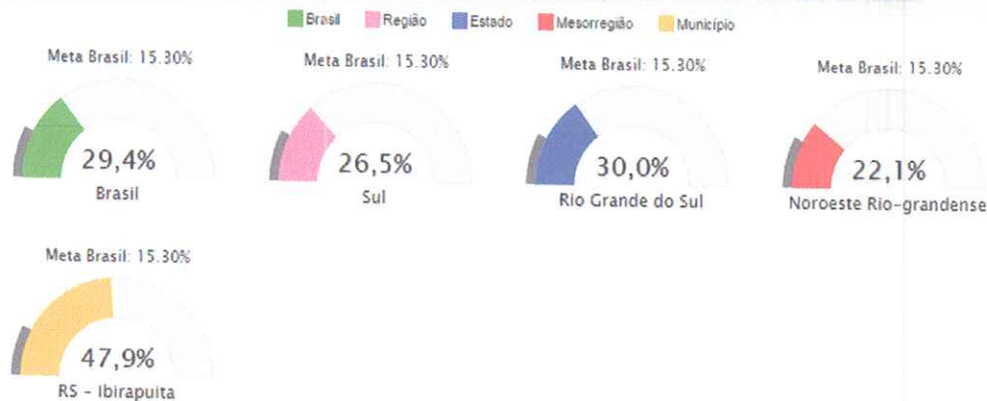 Brasil Região Estado Mesorregião Município
Meta Brasil: 15.30%
29,4%
Brasil
Meta Brasil: 15.30%
26,5%
Sul
Meta Brasil: 15.30%
30,0%
Rio Grande do Sul
Meta Brasil: 15.30%
22,1%
Noroeste Rio-grandense
Meta Brasil: 15.30%
47,9%
RS - Ibirapuita